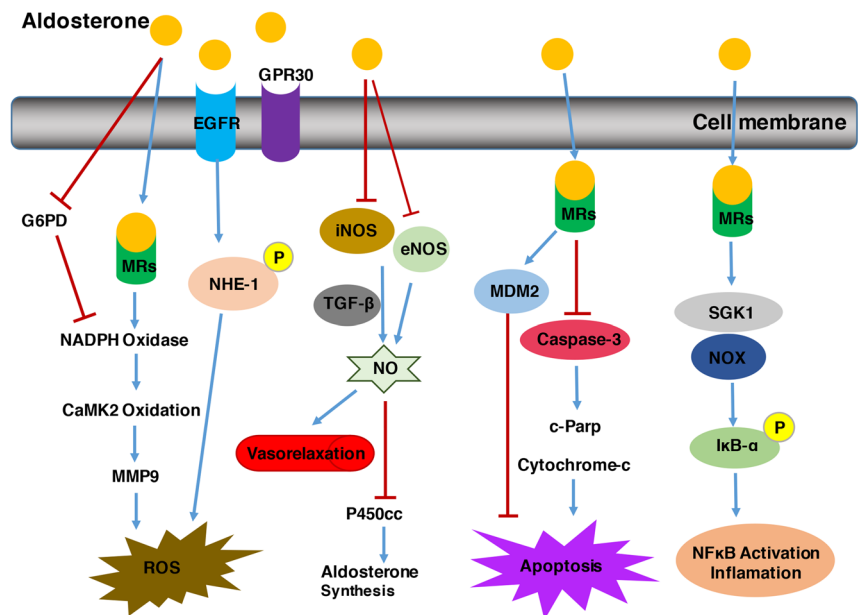 Aldosterone
GPR30
EGFR
Cell membrane
G6PD
MRs
NHE-1
P
iNOS
eNOS
TGF-β
NO
MRs
MDM2
Caspase-3
MRs
SGK1
NOX
NADPH Oxidase
CaMK2 Oxidation
MMP9
ROS
Vasorelaxation
P450cc
Aldosterone
Synthesis
c-Parp
Cytochrome-c
Apoptosis
P
IκB-α
NFκB Activation
Inflamation